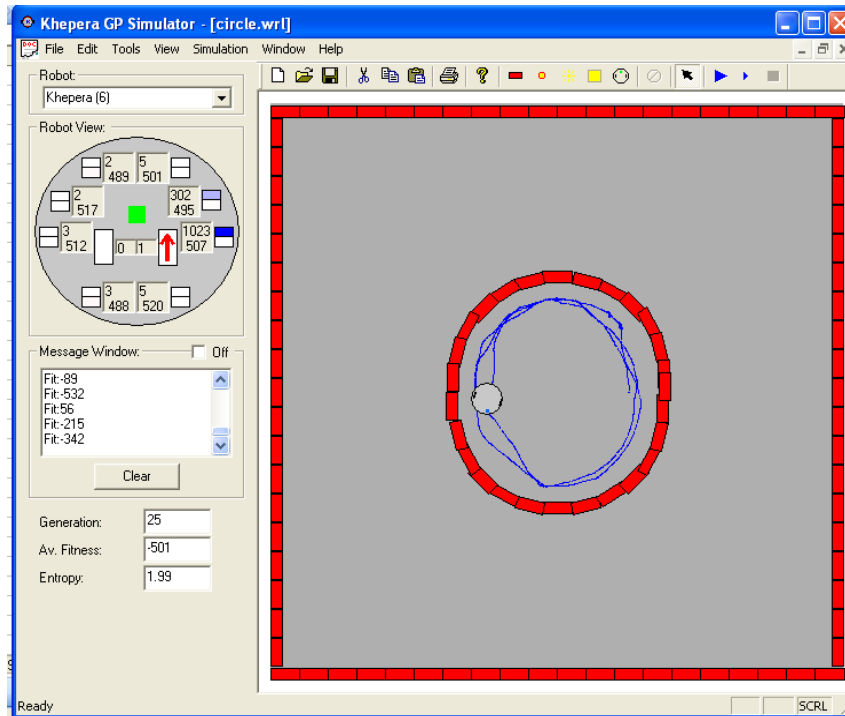 Khepera GP Simulator - [circle.wrl]
File Edit Tools View Simulation Window Help
Robot:
Khepera (6)
Robot View:
2 5
489 501
2 302
517 495
3 1023
512 0 1 507
3 5
488 520
Message Window: Off
Fit:-89
Fit:-532
Fit:56
Fit:-215
Fit:-342
Clear
Generation: 25
Av. Fitness: -501
Entropy: 1.99
Ready SCRL